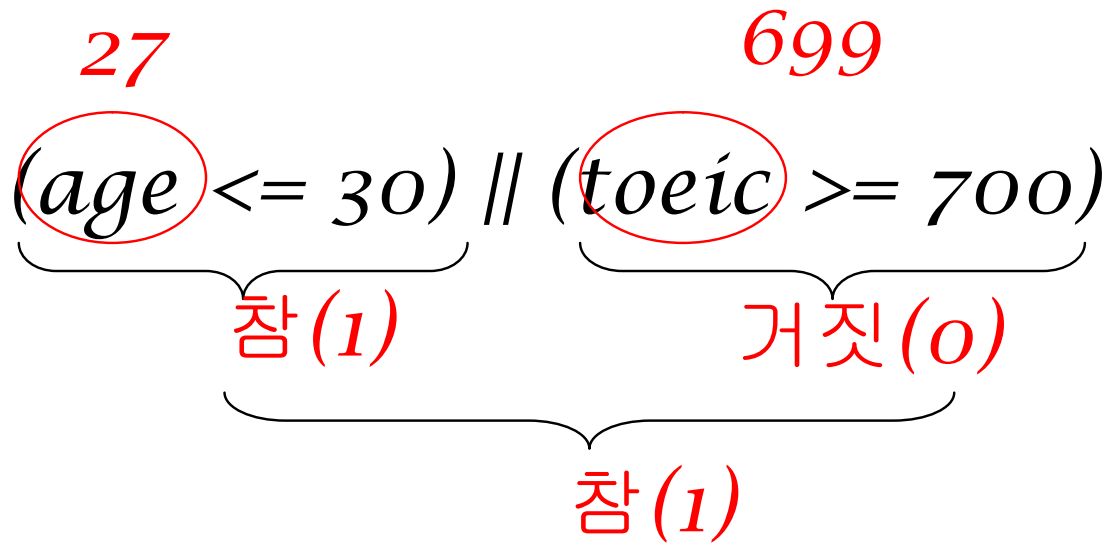 27 699
(age <= 30) || (toeic >= 700)
참(1) 거짓(0)
참(1)